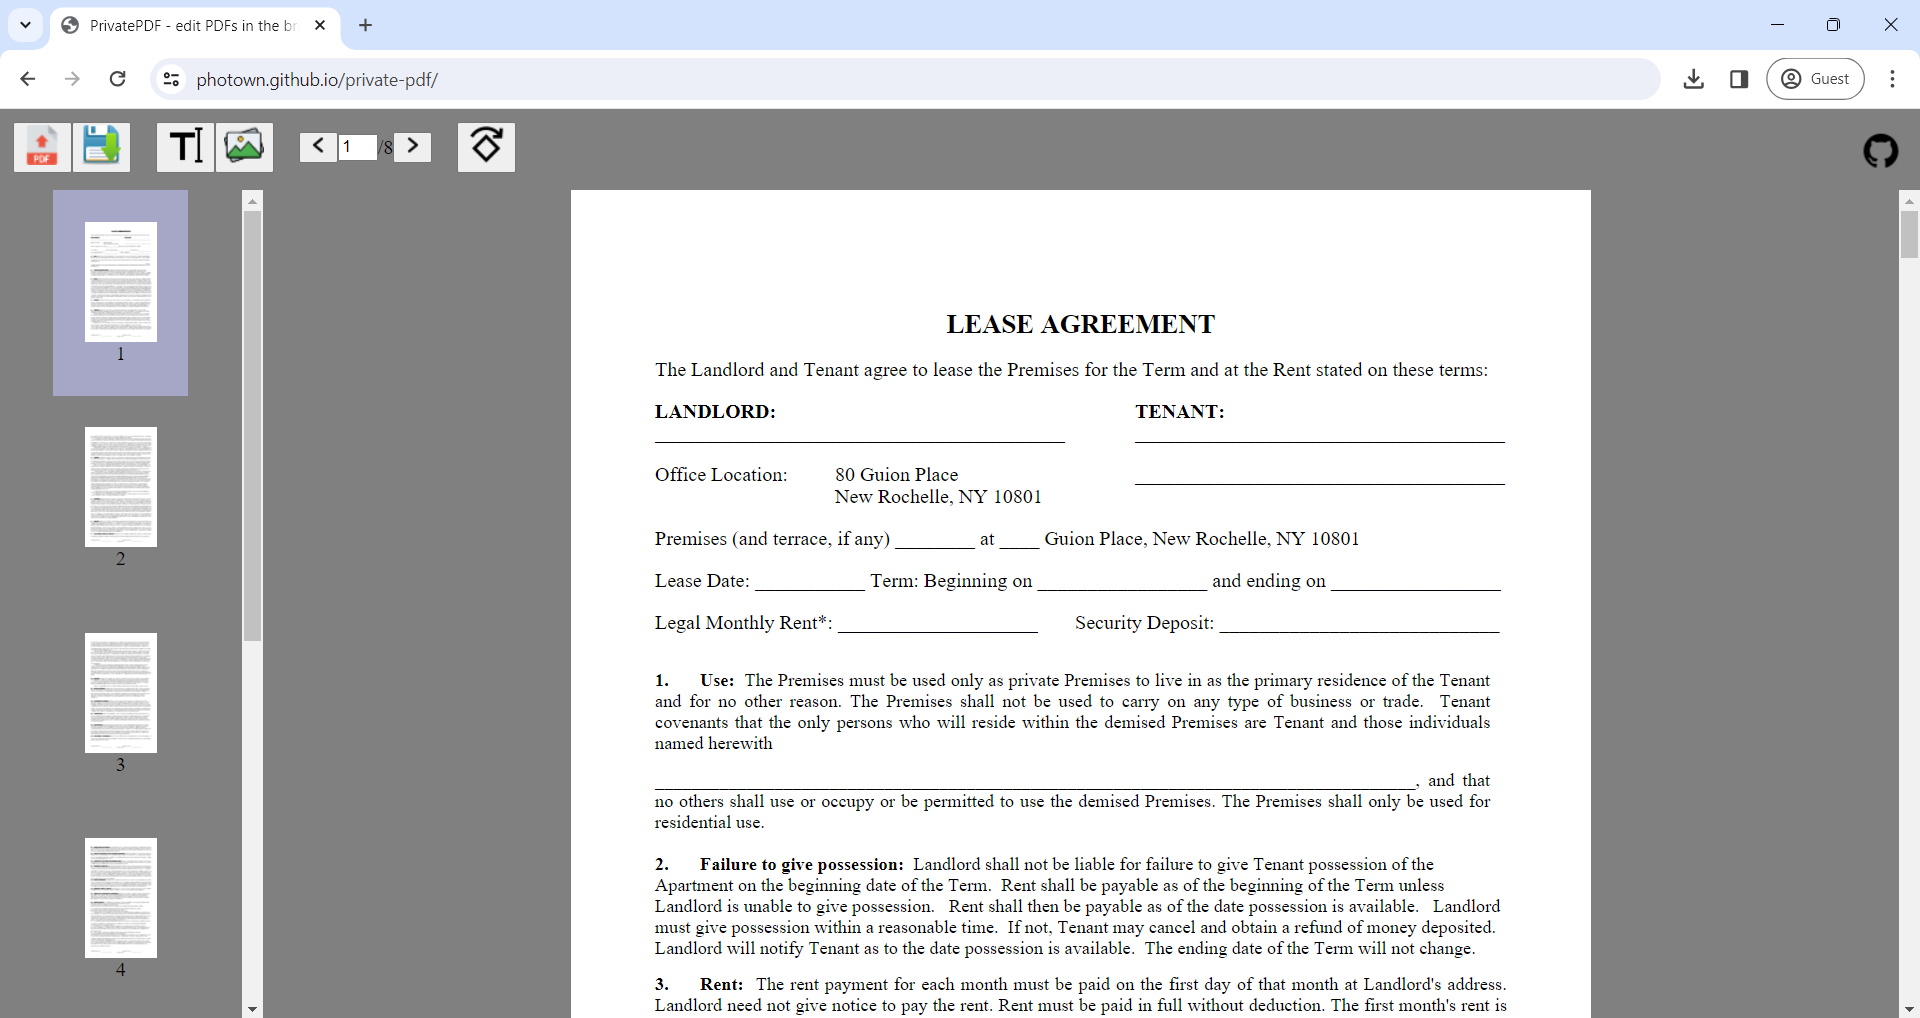 PrivatePDF - edit PDFs in the br
photown.github.io/private-pdf/
Guest
PDF
T
1
/8
1
2
3
4
LEASE AGREEMENT
The Landlord and Tenant agree to lease the Premises for the Term and at the Rent stated on these terms:
LANDLORD: TENANT:
Office Location: 80 Guion Place
New Rochelle, NY 10801
Premises (and terrace, if any) ________ at ____ Guion Place, New Rochelle, NY 10801
Lease Date: ___________ Term: Beginning on _________________ and ending on _________________
Legal Monthly Rent*: ____________________ Security Deposit: ____________________________
1. Use: The Premises must be used only as private Premises to live in as the primary residence of the Tenant
and for no other reason. The Premises shall not be used to carry on any type of business or trade. Tenant
covenants that the only persons who will reside within the demised Premises are Tenant and those individuals
named herewith
____________________________________________________________________________, and that
no others shall use or occupy or be permitted to use the demised Premises. The Premises shall only be used for
residential use.
2. Failure to give possession: Landlord shall not be liable for failure to give Tenant possession of the
Apartment on the beginning date of the Term. Rent shall be payable as of the beginning of the Term unless
Landlord is unable to give possession. Rent shall then be payable as of the date possession is available. Landlord
must give possession within a reasonable time. If not, Tenant may cancel and obtain a refund of money deposited.
Landlord will notify Tenant as to the date possession is available. The ending date of the Term will not change.
3. Rent: The rent payment for each month must be paid on the first day of that month at Landlord's address.
Landlord need not give notice to pay the rent. Rent must be paid in full without deduction. The first month's rent is